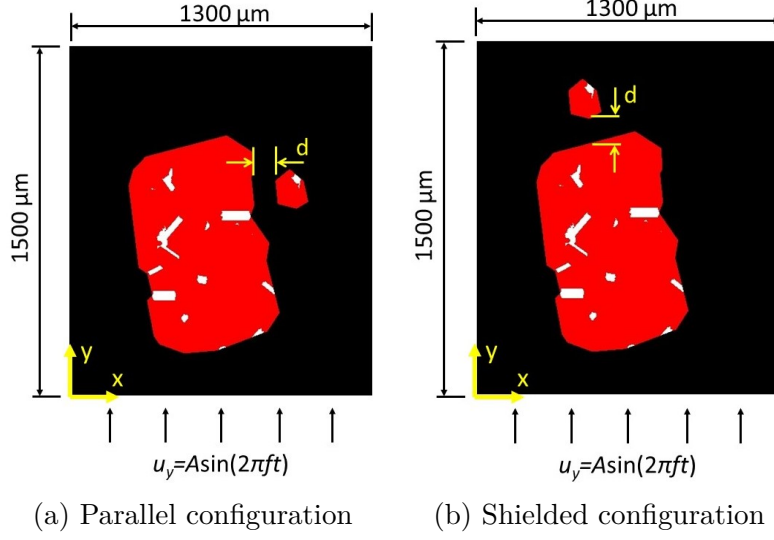 1300 µm
1500 µm
d
y
x
u_y=Asin(2πft)
(a) Parallel configuration
1300 µm
1500 µm
d
y
x
u_y=Asin(2πft)
(b) Shielded configuration